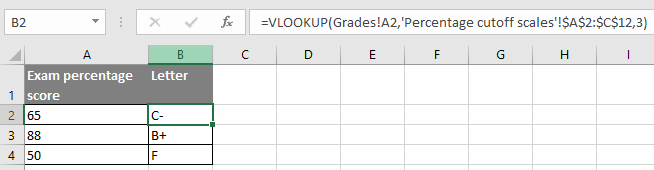 B2 fx =VLOOKUP(Grades!A2,'Percentage cutoff scales'!$A$2:$C$12,3)
A B C D E F G H I
1 Exam percentage Letter
score
2 65 C-
3 88 B+
4 50 F